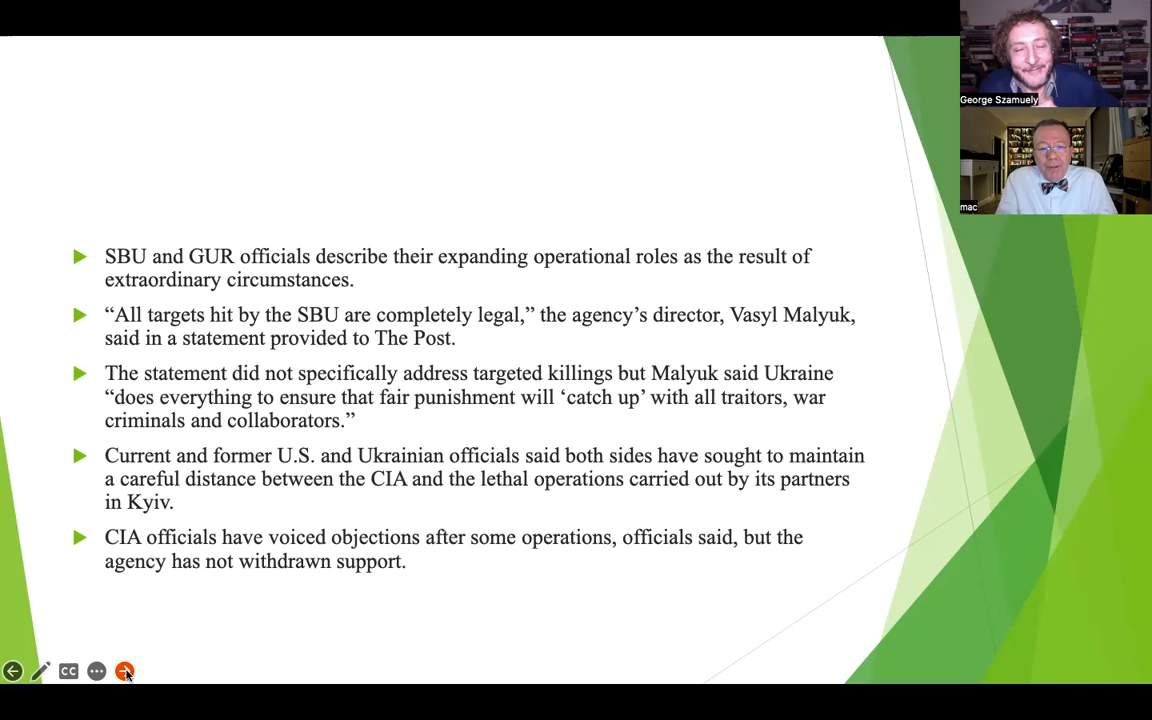 George Szamuely
mac
SBU and GUR officials describe their expanding operational roles as the result of
extraordinary circumstances.
“All targets hit by the SBU are completely legal,” the agency’s director, Vasyl Malyuk,
said in a statement provided to The Post.
The statement did not specifically address targeted killings but Malyuk said Ukraine
“does everything to ensure that fair punishment will ‘catch up’ with all traitors, war
criminals and collaborators.”
Current and former U.S. and Ukrainian officials said both sides have sought to maintain
a careful distance between the CIA and the lethal operations carried out by its partners
in Kyiv.
CIA officials have voiced objections after some operations, officials said, but the
agency has not withdrawn support.
CC